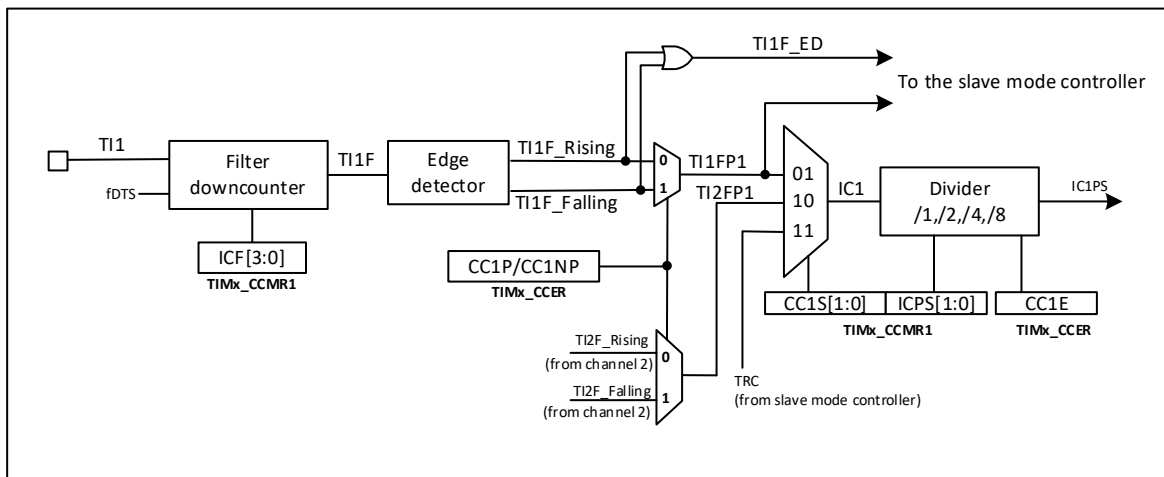 TI1F_ED
To the slave mode controller
TI1
fDTS
Filter
downcounter
ICF[3:0]
TIMx_CCMR1
TI1F
Edge
detector
TI1F_Rising
TI1F_Falling
0
1
TI1FP1
TI2FP1
01
10
11
IC1
Divider
/1,/2,/4,/8
IC1PS
CC1P/CC1NP
TIMx_CCER
CC1S[1:0]
ICPS[1:0]
TIMx_CCMR1
CC1E
TIMx_CCER
TI2F_Rising
(from channel 2)
TI2F_Falling
(from channel 2)
0
1
TRC
(from slave mode controller)